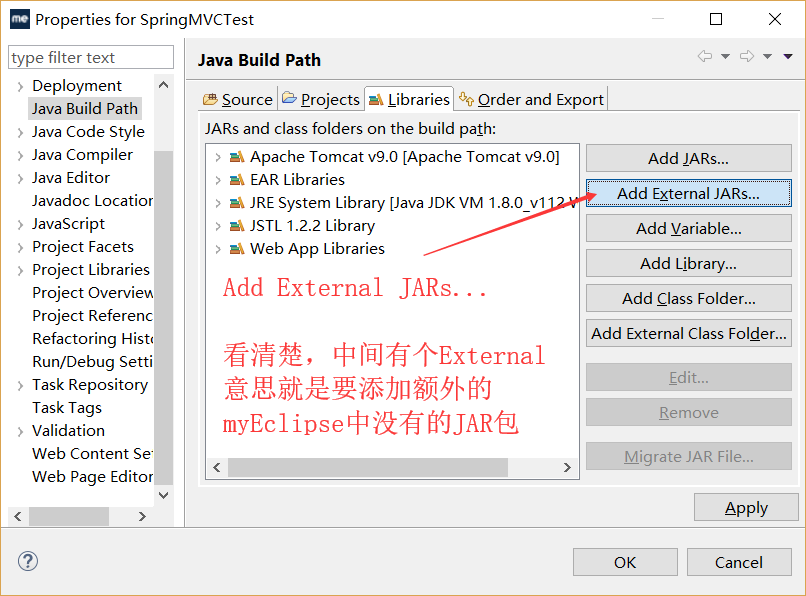 me Properties for SpringMVCTest
type filter text
Deployment
Java Build Path
Java Code Style
Java Compiler
Java Editor
Javadoc Location
JavaScript
Project Facets
Project Libraries
Project Overview
Project Referenc
Refactoring Histo
Run/Debug Setti
Task Repository
Task Tags
Validation
Web Content Set
Web Page Editor
Java Build Path
Source
Projects
Libraries
Order and Export
JARs and class folders on the build path:
Apache Tomcat v9.0 [Apache Tomcat v9.0]
EAR Libraries
JRE System Library [Java JDK VM 1.8.0_v112 W
JSTL 1.2.2 Library
Web App Libraries
Add External JARs...
看清楚，中间有个External
意思就是要添加额外的
myEclipse中没有的JAR包
Add JARs...
Add External JARs...
Add Variable...
Add Library...
Add Class Folder...
Add External Class Folder...
Edit...
Remove
Migrate JAR File...
Apply
?
OK
Cancel